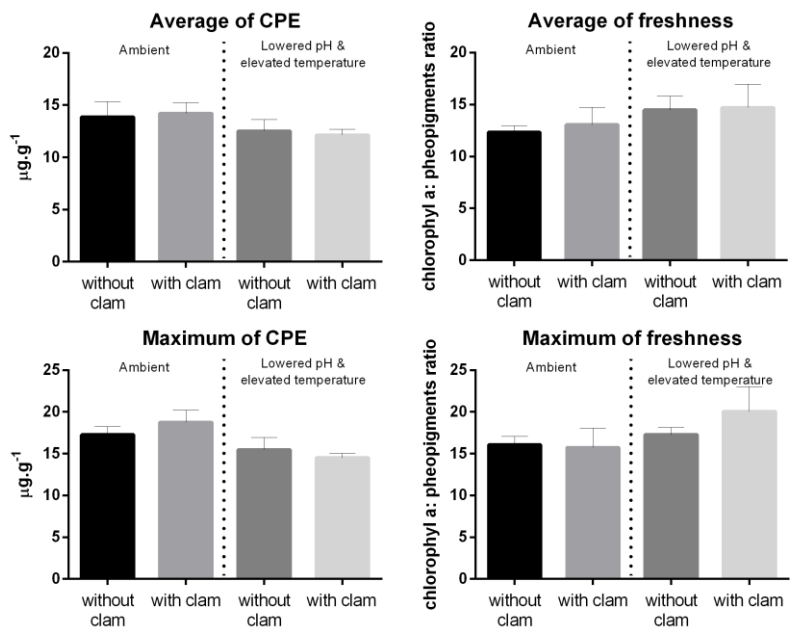 Average of CPE
Ambient
Lowered pH &
elevated temperature
20
15
10
5
0
µg.g-1
without
clam
with clam
without
clam
with clam
Average of freshness
Ambient
Lowered pH &
elevated temperature
20
15
10
5
0
chlorophyl a: pheopigments ratio
without
clam
with clam
without
clam
with clam
Maximum of CPE
Ambient
Lowered pH &
elevated temperature
25
20
15
10
5
0
µg.g-1
without
clam
with clam
without
clam
with clam
Maximum of freshness
Ambient
Lowered pH &
elevated temperature
25
20
15
10
5
0
chlorophyl a: pheopigments ratio
without
clam
with clam
without
clam
with clam